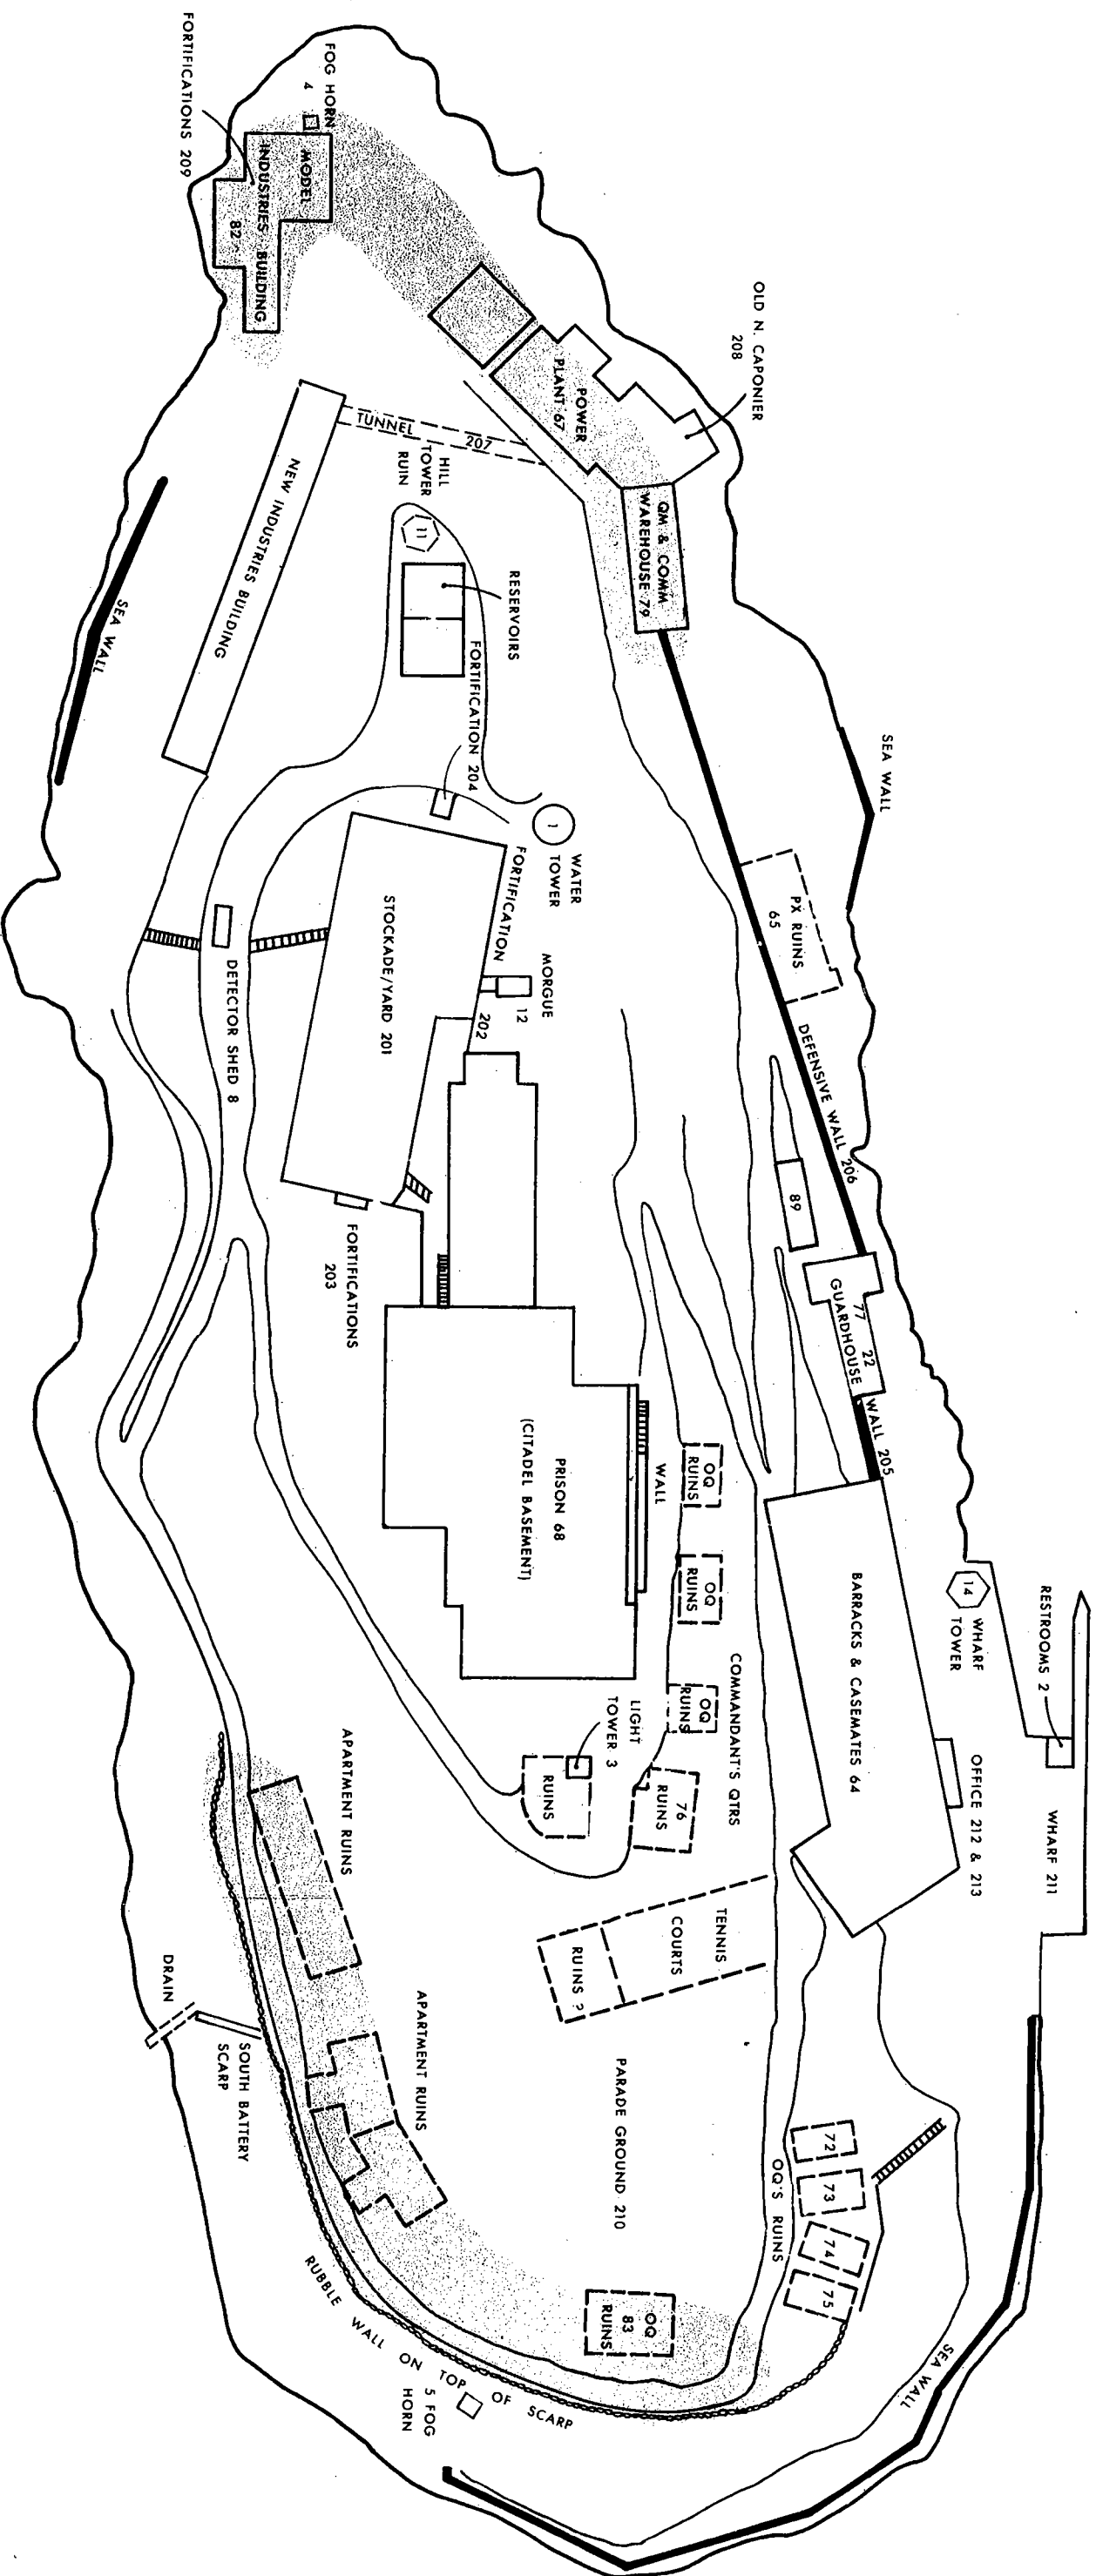 FOG HORN
4
FORTIFICATIONS 209
MODEL
INDUSTRIES BUILDING
82
OLD N. CAPONIER
208
POWER
PLANT 67
TUNNEL 207
HILL
TOWER
RUIN
11
QM & COMM
WAREHOUSE 79
NEW INDUSTRIES BUILDING
SEA WALL
RESERVOIRS
FORTIFICATION 204
SEA WALL
1
WATER
TOWER
PX RUINS
65
FORTIFICATION 202
MORGUE
12
STOCKADE/YARD 201
DETECTOR SHED 8
DEFENSIVE WALL 206
89
FORTIFICATIONS
203
77 22
GUARDHOUSE
WALL 205
PRISON 68
(CITADEL BASEMENT)
WALL
OQ
RUINS
OQ
RUINS
OQ
RUINS
COMMANDANT'S QTRS
76
RUINS
LIGHT
TOWER 3
RUINS
BARRACKS & CASEMATES 64
14
WHARF
TOWER
RESTROOMS 2
OFFICE 212 & 213
WHARF 211
APARTMENT RUINS
TENNIS
COURTS
RUINS ?
DRAIN
SOUTH BATTERY
SCARP
APARTMENT RUINS
PARADE GROUND 210
72
73
74
75
OQ'S RUINS
OQ
83
RUINS
RUBBLE WALL ON TOP OF SCARP
5 FOG
HORN
SEA WALL